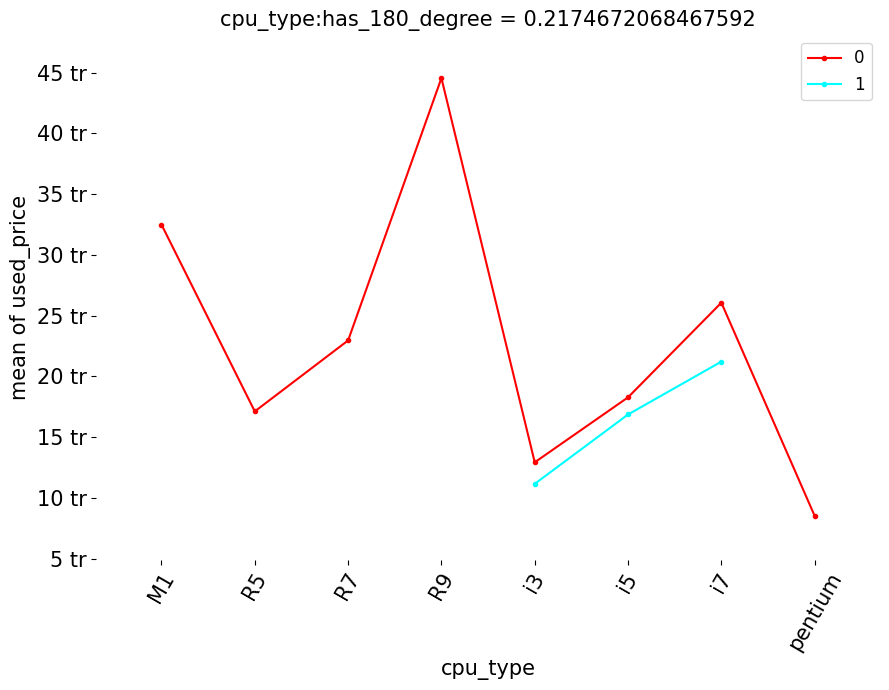 cpu_type:has_180_degree = 0.2174672068467592
0
1
mean of used_price
45 tr
40 tr
35 tr
30 tr
25 tr
20 tr
15 tr
10 tr
5 tr
M1
R5
R7
R9
i3
i5
i7
pentium
cpu_type